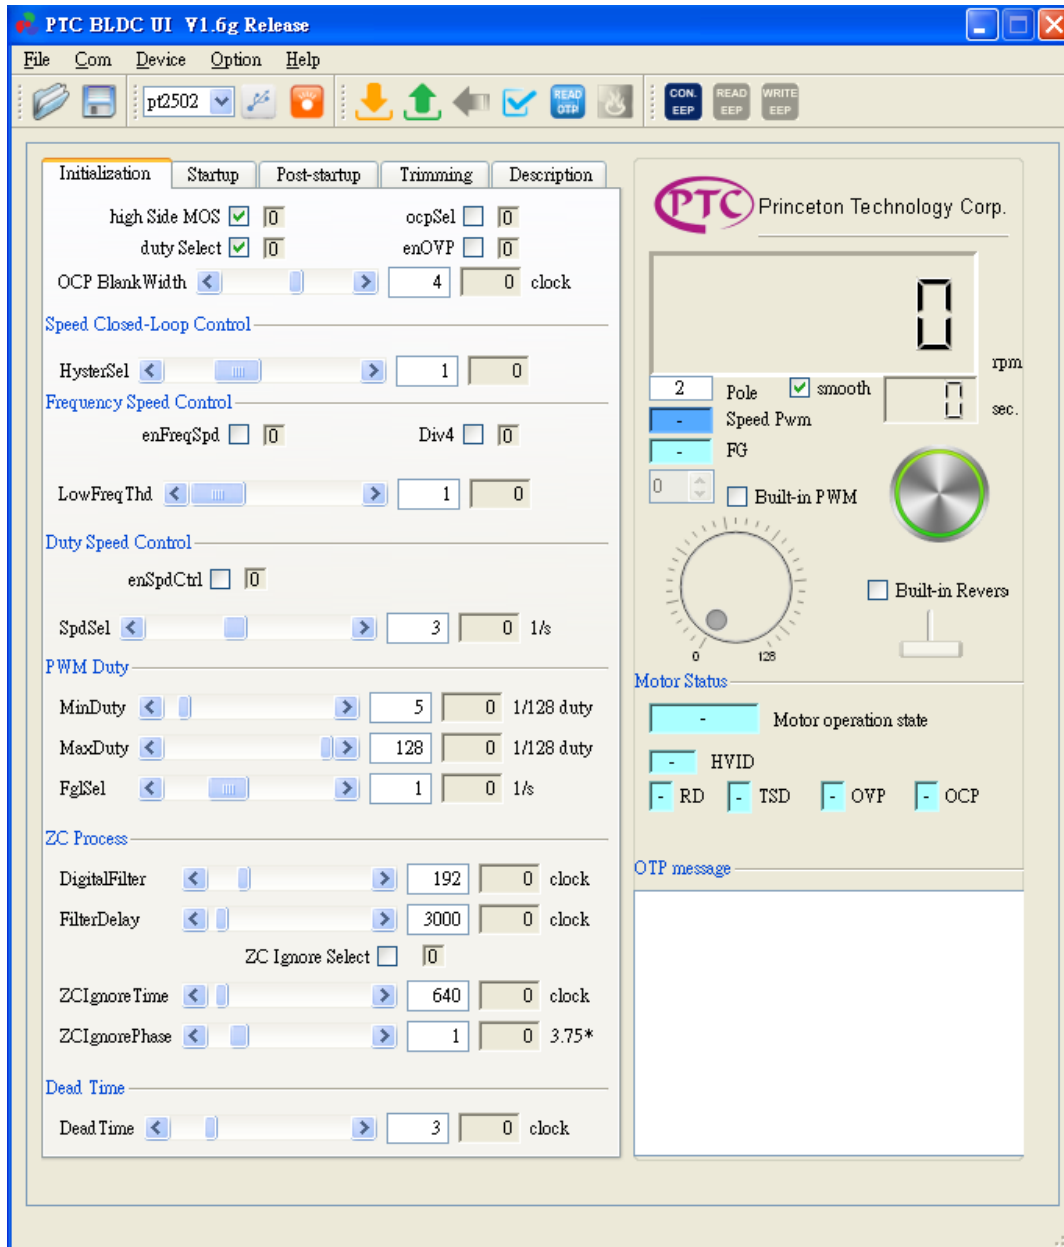 PTC BLDC UI V1.6g Release
File Com Device Option Help
pt2502 READ OTP CON. EEP READ EEP WRITE EEP
Initialization Startup Post-startup Trimming Description
high Side MOS 0 ocpSel 0
duty Select 0 enOVP 0
OCP BlankWidth 4 0 clock
Speed Closed-Loop Control
HysterSel 1 0
Frequency Speed Control
enFreqSpd 0 Div4 0
LowFreqThd 1 0
Duty Speed Control
enSpdCtrl 0
SpdSel 3 0 1/s
PWM Duty
MinDuty 5 0 1/128 duty
MaxDuty 128 0 1/128 duty
FglSel 1 0 1/s
ZC Process
DigitalFilter 192 0 clock
FilterDelay 3000 0 clock
ZC Ignore Select 0
ZCIgnoreTime 640 0 clock
ZCIgnorePhase 1 0 3.75*
Dead Time
DeadTime 3 0 clock
PTC Princeton Technology Corp.
0 rpm
2 Pole smooth 0 sec.
- Speed Pwm
- FG
0 Built-in PWM
0 128
Built-in Revers
Motor Status
- Motor operation state
- HVID
- RD - TSD - OVP - OCP
OTP message